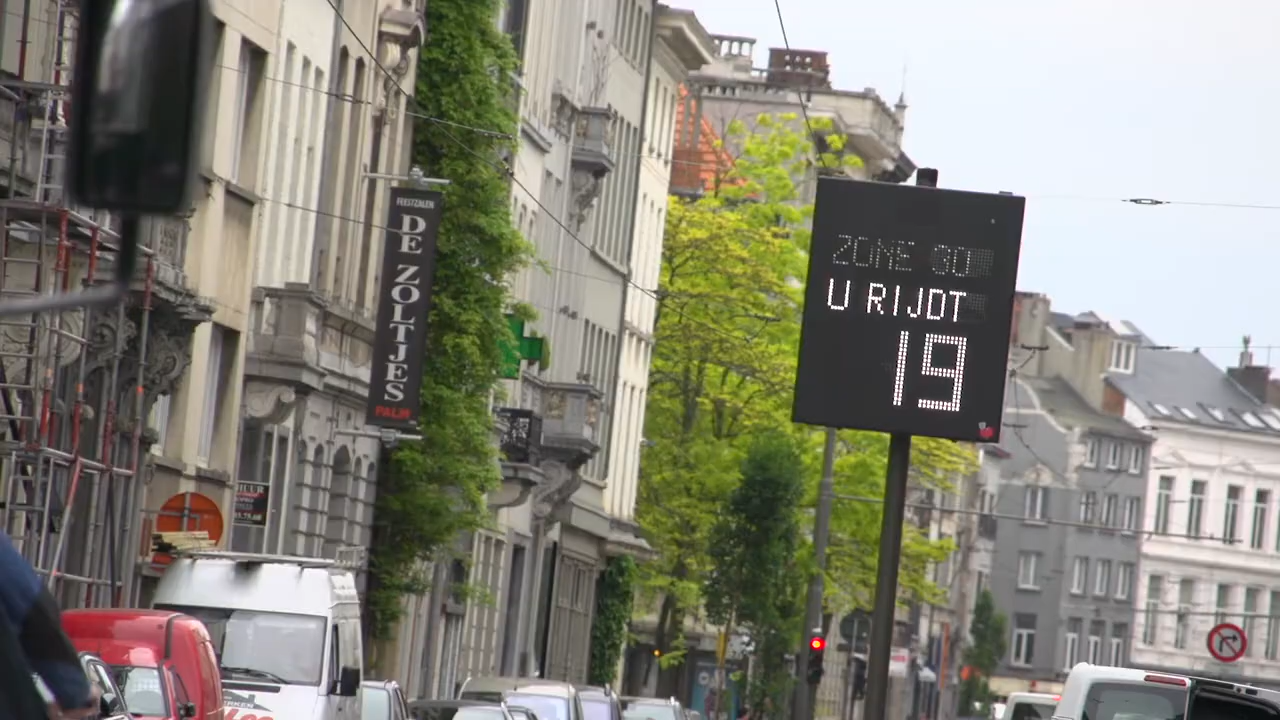 FEESTZALEN
DE ZOLTJES
PALM
ZONE 30
U RIJDT
19